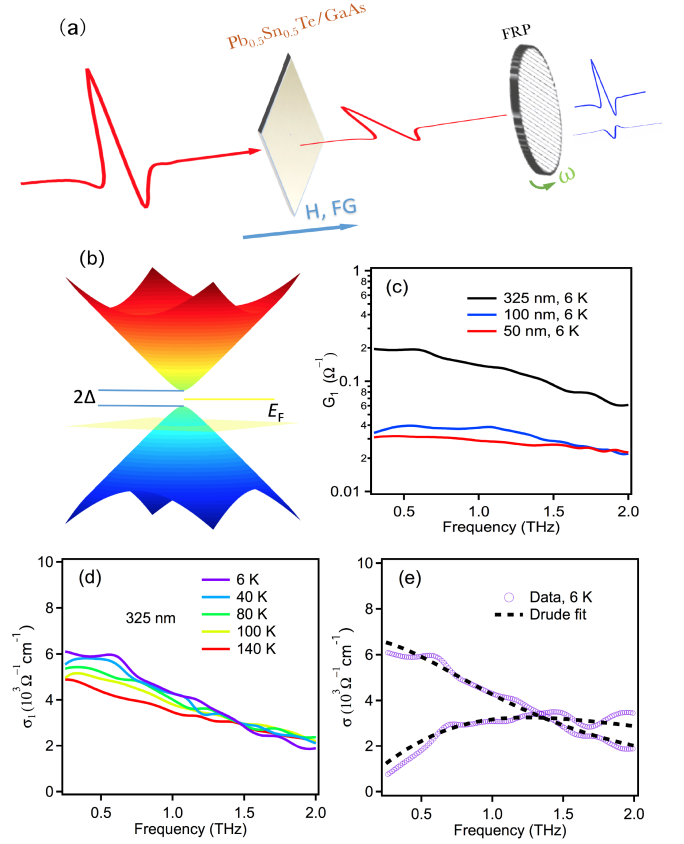 (a)
Pb0.5Sn0.5Te/GaAs
FRP
ω
H, FG
(b)
2Δ
EF
(c)
325 nm, 6 K
100 nm, 6 K
50 nm, 6 K
G1 (Ω⁻¹)
1
8
6
4
2
0.1
8
6
4
2
0.01
0.5 1.0 1.5 2.0
Frequency (THz)
(d)
325 nm
6 K
40 K
80 K
100 K
140 K
σ1 (10³ Ω⁻¹ cm⁻¹)
10
8
6
4
2
0
0.5 1.0 1.5 2.0
Frequency (THz)
(e)
Data, 6 K
Drude fit
σ (10³ Ω⁻¹ cm⁻¹)
10
8
6
4
2
0
0.5 1.0 1.5 2.0
Frequency (THz)